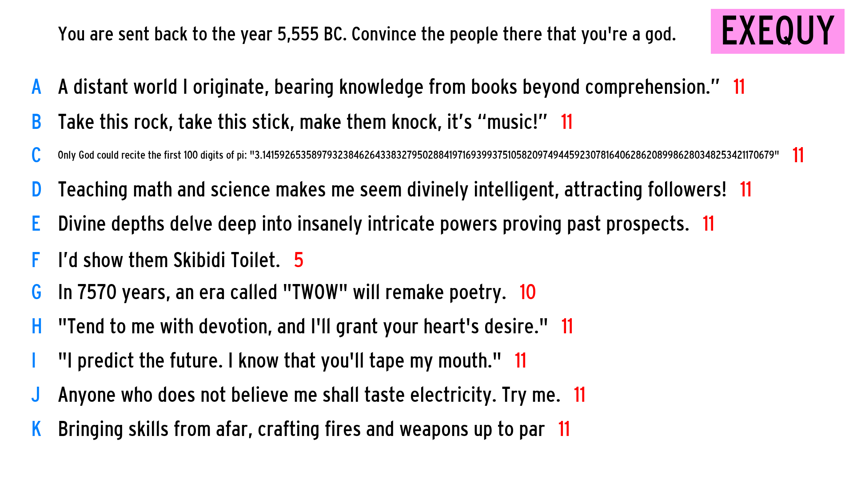 You are sent back to the year 5,555 BC. Convince the people there that you're a god.
EXEQUY
A A distant world I originate, bearing knowledge from books beyond comprehension.” 11
B Take this rock, take this stick, make them knock, it’s “music!” 11
C Only God could recite the first 100 digits of pi: "3.1415926535897932384626433832795028841971693993751058209749445923078164062862089986280348253421170679" 11
D Teaching math and science makes me seem divinely intelligent, attracting followers! 11
E Divine depths delve deep into insanely intricate powers proving past prospects. 11
F I’d show them Skibidi Toilet. 5
G In 7570 years, an era called "TWOW" will remake poetry. 10
H "Tend to me with devotion, and I'll grant your heart's desire." 11
I "I predict the future. I know that you'll tape my mouth." 11
J Anyone who does not believe me shall taste electricity. Try me. 11
K Bringing skills from afar, crafting fires and weapons up to par 11